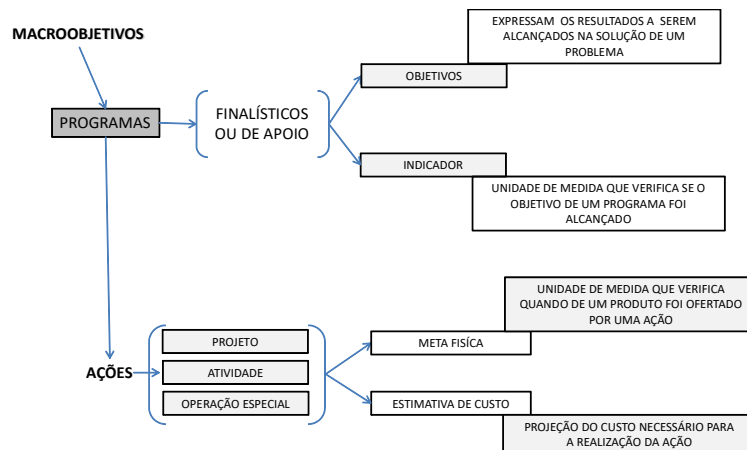 MACROOBJETIVOS
EXPRESSAM OS RESULTADOS A SEREM
ALCANÇADOS NA SOLUÇÃO DE UM
PROBLEMA
OBJETIVOS
PROGRAMAS
FINALÍSTICOS
OU DE APOIO
INDICADOR
UNIDADE DE MEDIDA QUE VERIFICA SE O
OBJETIVO DE UM PROGRAMA FOI
ALCANÇADO
UNIDADE DE MEDIDA QUE VERIFICA
QUANDO DE UM PRODUTO FOI OFERTADO
POR UMA AÇÃO
AÇÕES
PROJETO
ATIVIDADE
OPERAÇÃO ESPECIAL
META FISÍCA
ESTIMATIVA DE CUSTO
PROJEÇÃO DO CUSTO NECESSÁRIO PARA
A REALIZAÇÃO DA AÇÃO